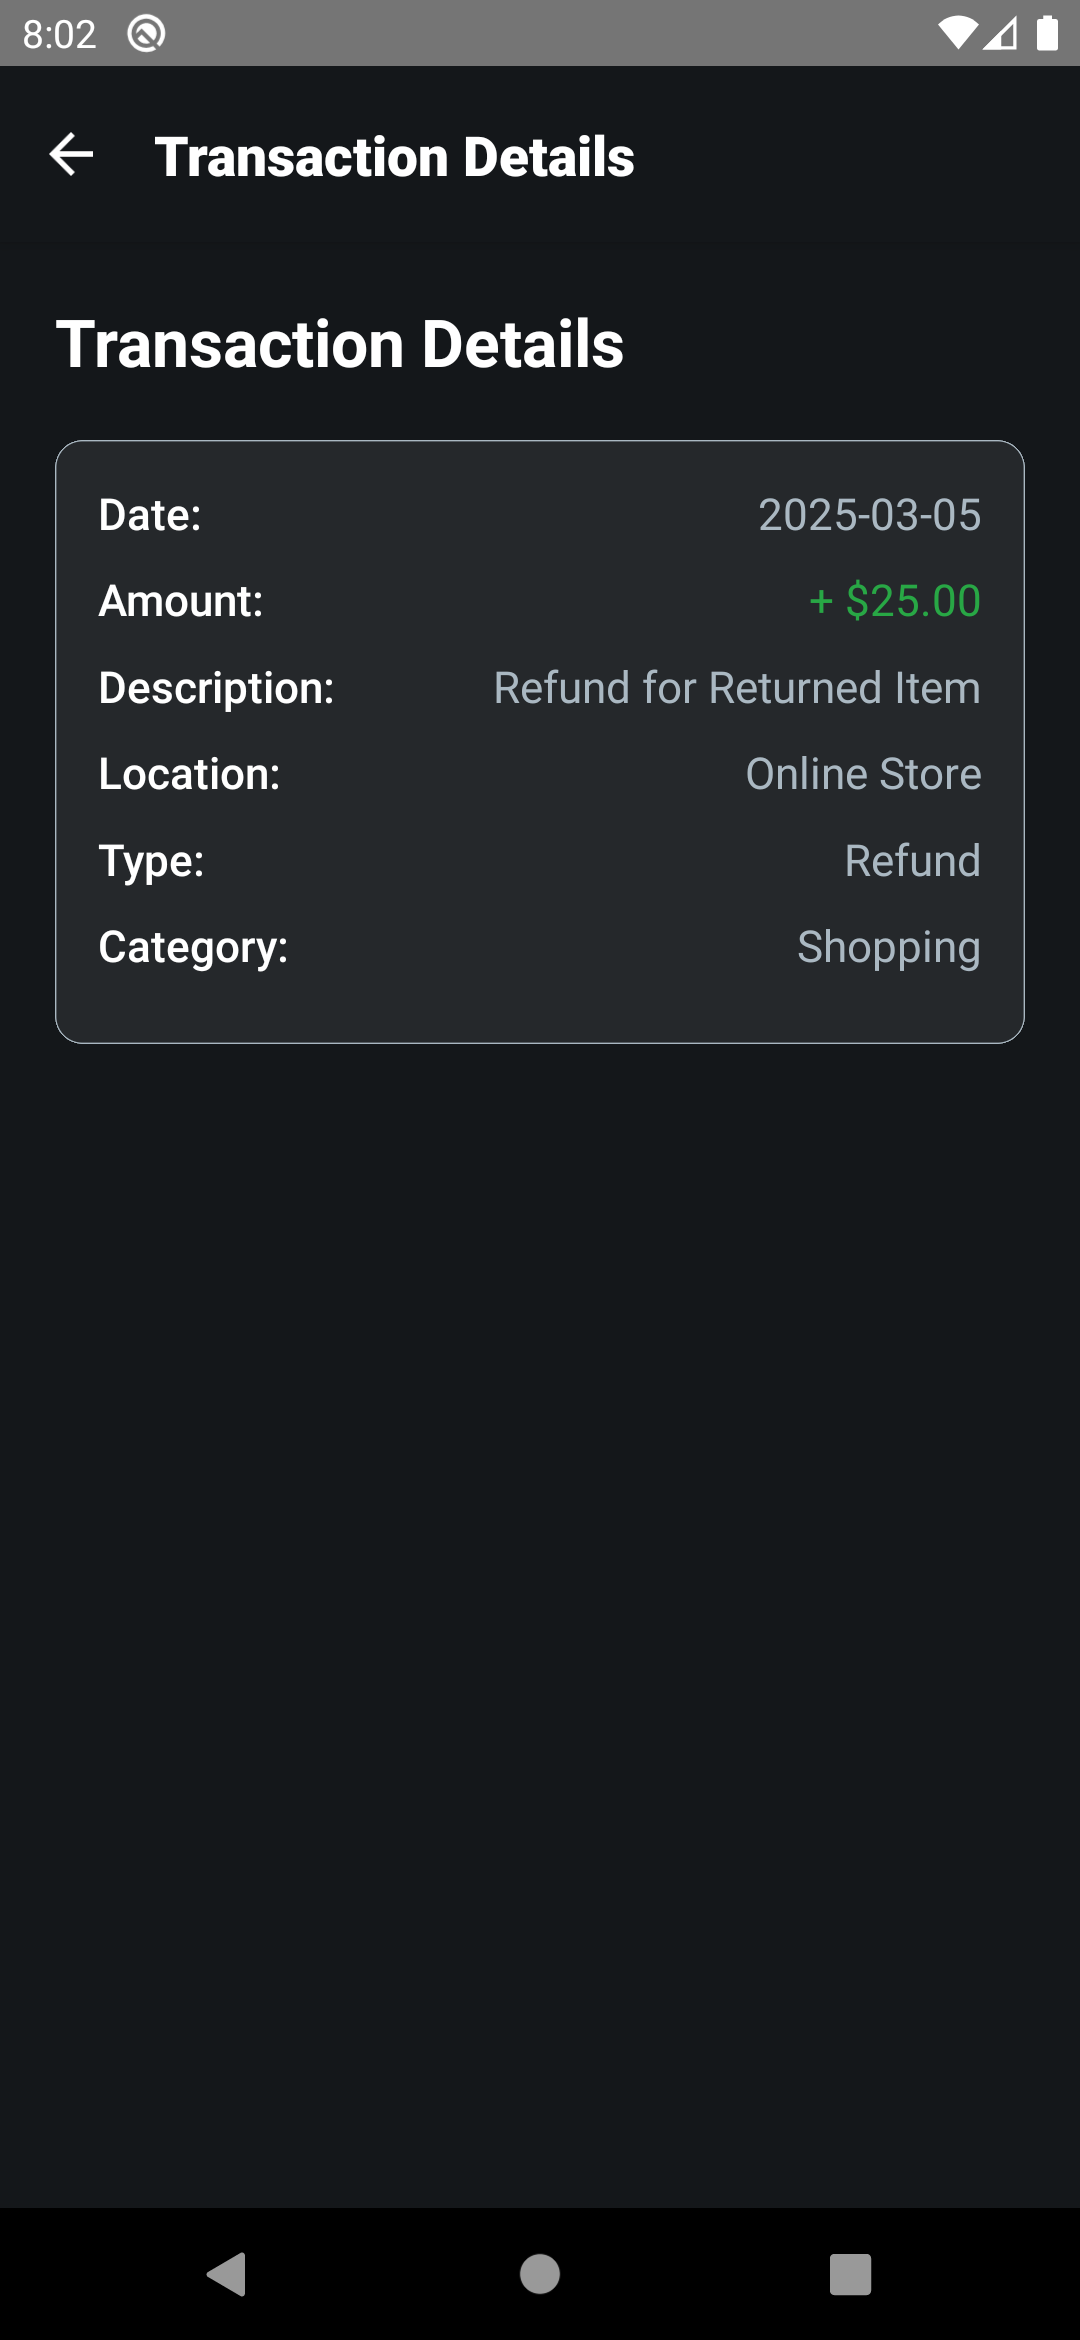 8:02
Transaction Details
Transaction Details
Date: 2025-03-05
Amount: + $25.00
Description: Refund for Returned Item
Location: Online Store
Type: Refund
Category: Shopping